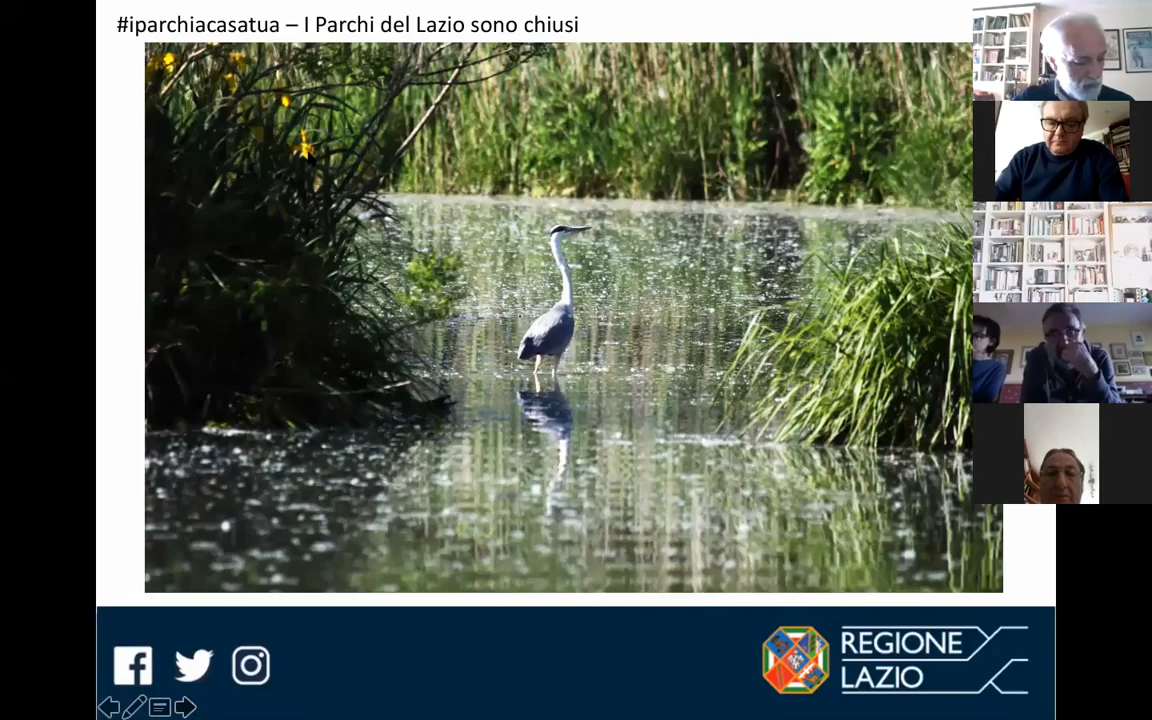 #iparchiacasatua – I Parchi del Lazio sono chiusi
REGIONE
LAZIO